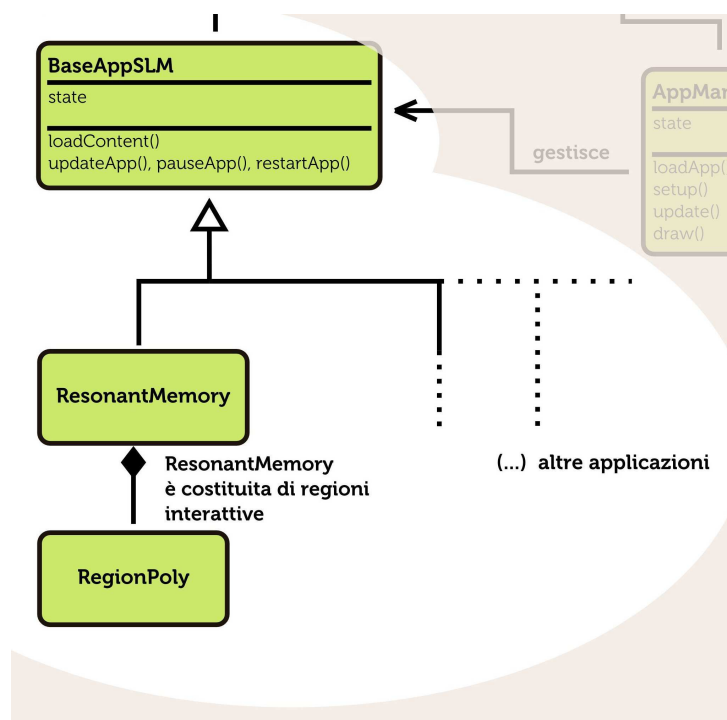 BaseAppSLM
state
loadContent()
updateApp(), pauseApp(), restartApp()
gestisce
state
loadApp(
setup()
update()
draw()
ResonantMemory
ResonantMemory
è costituita di regioni
interattive
(...) altre applicazioni
RegionPoly